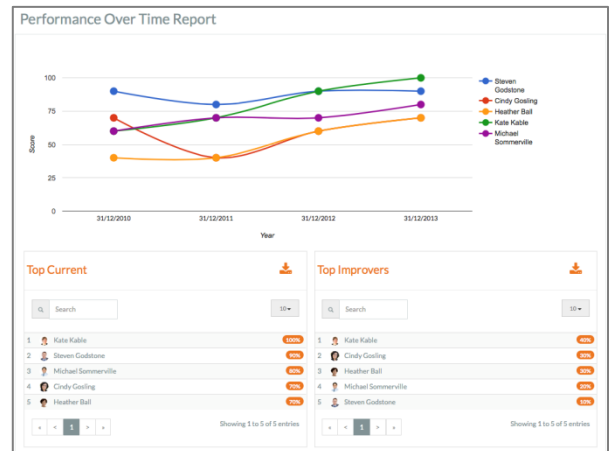 Performance Over Time Report
100
75
50
25
0
Score
31/12/2010 31/12/2011 31/12/2012 31/12/2013
Year
Steven
Godstone
Cindy Gosling
Heather Ball
Kate Kable
Michael
Sommerville
Top Current
Search 10
1 Kate Kable 100%
2 Steven Godstone 90%
3 Michael Sommerville 80%
4 Cindy Gosling 70%
5 Heather Ball 70%
« < 1 > » Showing 1 to 5 of 5 entries
Top Improvers
Search 10
1 Kate Kable 40%
2 Cindy Gosling 30%
3 Heather Ball 30%
4 Michael Sommerville 20%
5 Steven Godstone 10%
« < 1 > » Showing 1 to 5 of 5 entries